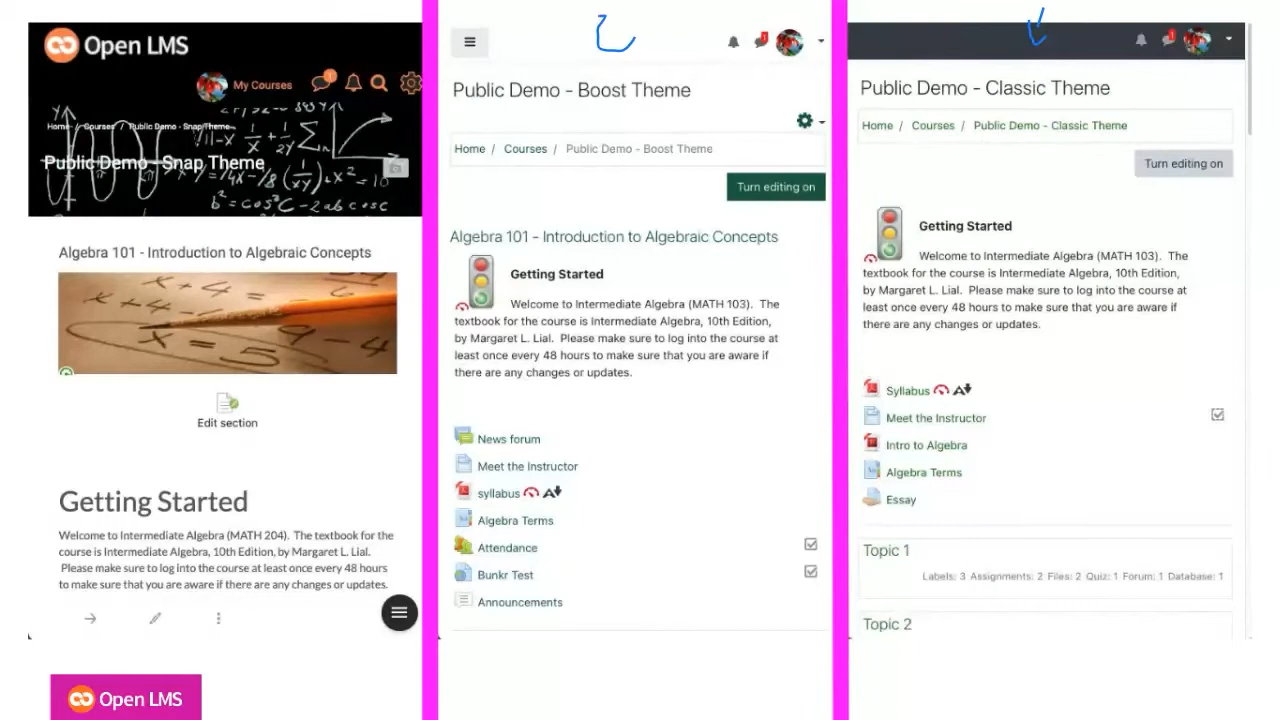 Open LMS
My Courses
1
Home / Courses / Public Demo - Snap Theme
Public Demo - Snap Theme
Algebra 101 - Introduction to Algebraic Concepts
x + 4 =
x + 4 -
x = 5
x - 4
Edit section
Getting Started
Welcome to Intermediate Algebra (MATH 204). The textbook for the
course is Intermediate Algebra, 10th Edition, by Margaret L. Lial.
Please make sure to log into the course at least once every 48 hours
to make sure that you are aware if there are any changes or updates.
Open LMS
Public Demo - Boost Theme
Home / Courses / Public Demo - Boost Theme
Turn editing on
Algebra 101 - Introduction to Algebraic Concepts
Getting Started
Welcome to Intermediate Algebra (MATH 103). The
textbook for the course is Intermediate Algebra, 10th Edition,
by Margaret L. Lial. Please make sure to log into the course at
least once every 48 hours to make sure that you are aware if
there are any changes or updates.
News forum
Meet the Instructor
syllabus
Algebra Terms
Attendance
Bunkr Test
Announcements
Public Demo - Classic Theme
Home / Courses / Public Demo - Classic Theme
Turn editing on
Getting Started
Welcome to Intermediate Algebra (MATH 103). The
textbook for the course is Intermediate Algebra, 10th Edition,
by Margaret L. Lial. Please make sure to log into the course at
least once every 48 hours to make sure that you are aware if
there are any changes or updates.
Syllabus
Meet the Instructor
Intro to Algebra
Algebra Terms
Essay
Topic 1
Labels: 3 Assignments: 2 Files: 2 Quiz: 1 Forum: 1 Database: 1
Topic 2